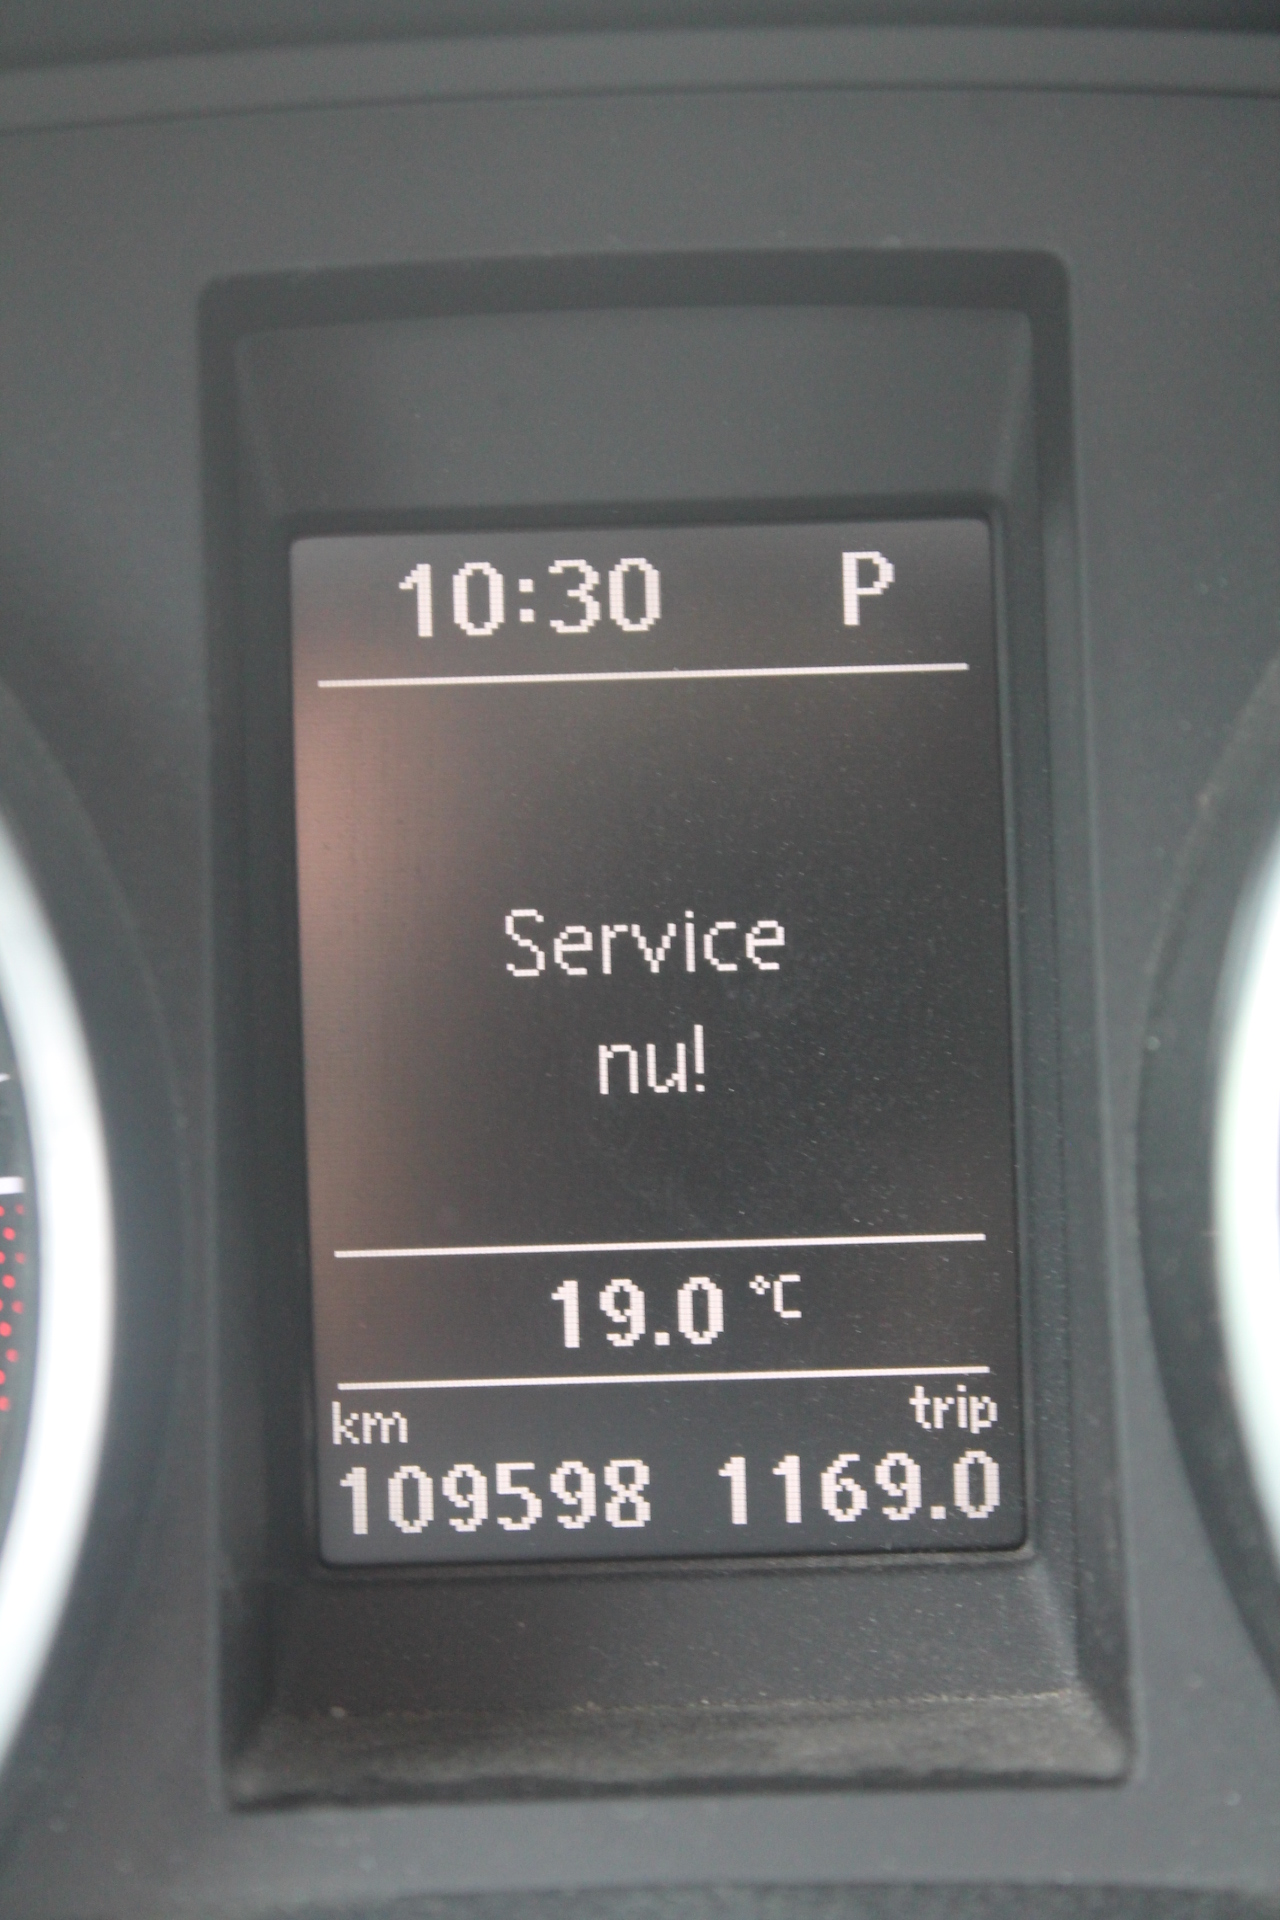 10:30 P
Service
nu!
19.0 °C
km trip
109598 1169.0